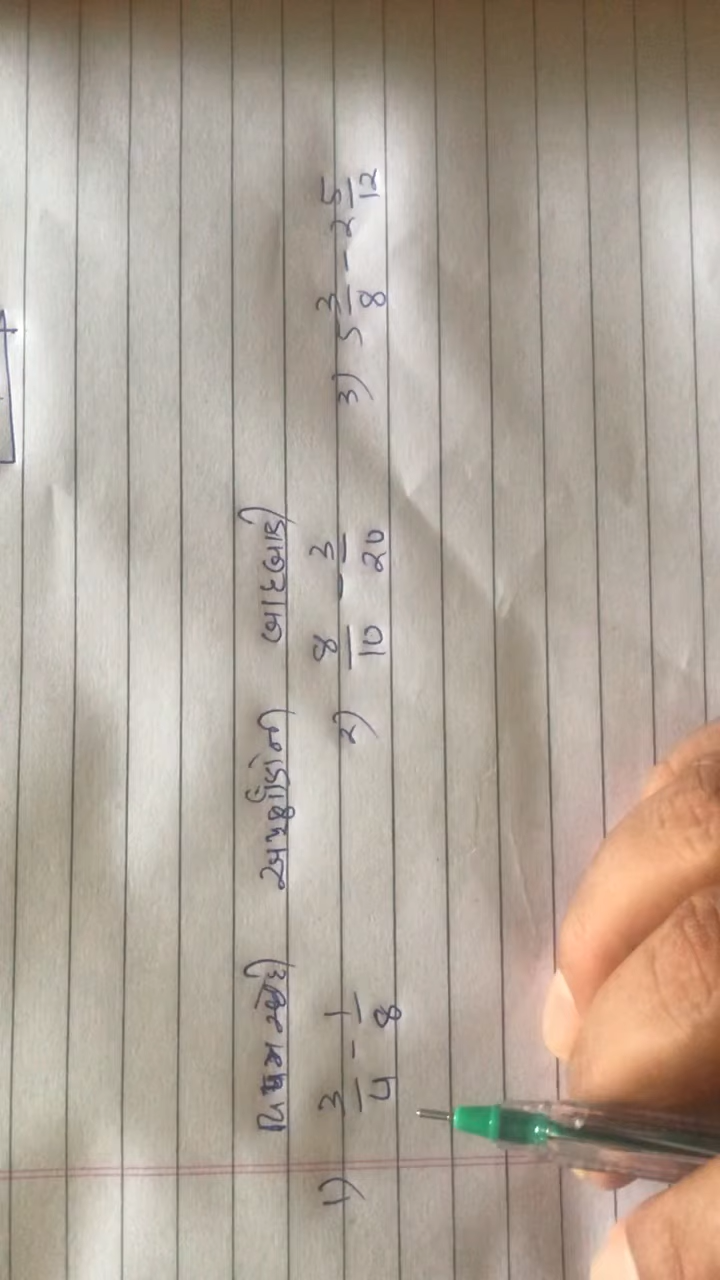 વિષમચ્છેદી અપૂર્ણાંકોની બાદબાકી
1) 3/4 - 1/8 2) 8/10 - 3/20 3) 5 3/8 - 2 5/12